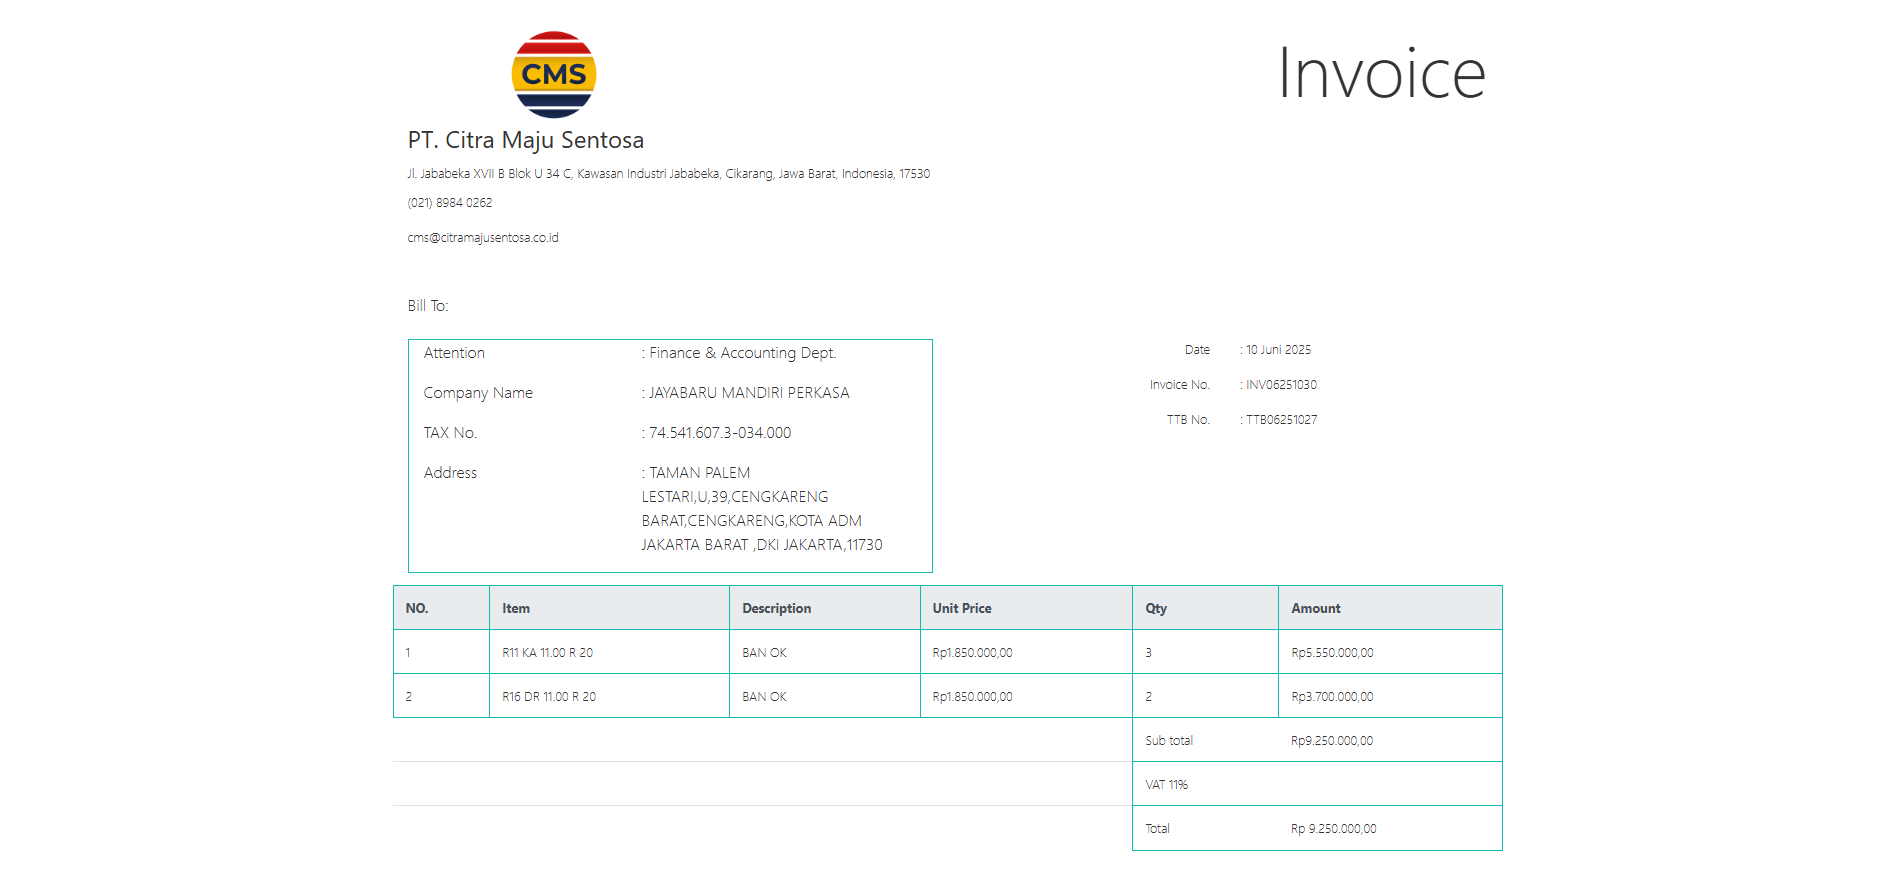 CMS
Invoice
PT. Citra Maju Sentosa
Jl. Jababeka XVII B Blok U 34 C, Kawasan Industri Jababeka, Cikarang, Jawa Barat, Indonesia, 17530
(021) 8984 0262
cms@citramajusentosa.co.id
Bill To:
Attention : Finance & Accounting Dept.
Company Name : JAYABARU MANDIRI PERKASA
TAX No. : 74.541.607.3-034.000
Address : TAMAN PALEM
LESTARI,U,39,CENGKARENG
BARAT,CENGKARENG,KOTA ADM
JAKARTA BARAT ,DKI JAKARTA,11730
Date : 10 Juni 2025
Invoice No. : INV06251030
TTB No. : TTB06251027
NO. Item Description Unit Price Qty Amount
1 R11 KA 11.00 R 20 BAN OK Rp1.850.000,00 3 Rp5.550.000,00
2 R16 DR 11.00 R 20 BAN OK Rp1.850.000,00 2 Rp3.700.000,00
Sub total Rp9.250.000,00
VAT 11%
Total Rp 9.250.000,00